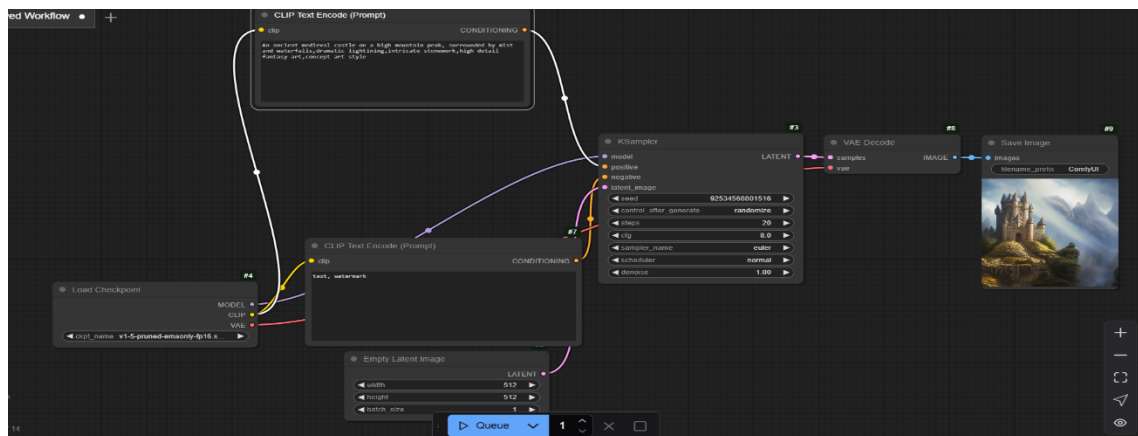 ved Workflow
CLIP Text Encode (Prompt)
clip CONDITIONING
An ancient medieval castle on a high mountain peak, surrounded by mist
and waterfalls,dramatic lightining,intricate stonework,high detail
fantasy art,concept art style
#3
KSampler
model LATENT
positive
negative
latent_image
seed 92534568801516
control_after_generate randomize
steps 20
cfg 8.0
sampler_name euler
scheduler normal
denoise 1.00
#8
VAE Decode
samples IMAGE
vae
#9
Save Image
images
filename_prefix ComfyUI
#7
CLIP Text Encode (Prompt)
clip CONDITIONING
text, watermark
#4
Load Checkpoint
MODEL
CLIP
VAE
ckpt_name v1-5-pruned-emaonly-fp16.s...
Empty Latent Image
LATENT
width 512
height 512
batch_size 1
Queue 1